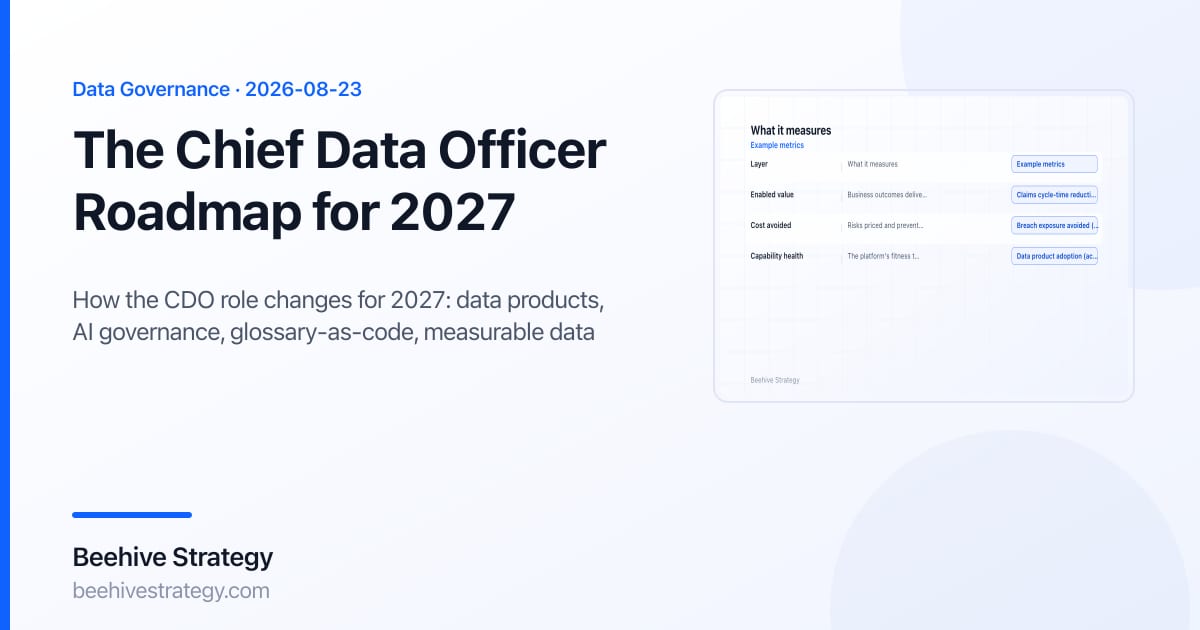 Data Governance · 2026-08-23
The Chief Data Officer
Roadmap for 2027
How the CDO role changes for 2027: data products,
AI governance, glossary-as-code, measurable data
What it measures
Example metrics
Layer What it measures Example metrics
Enabled value Business outcomes delive... Claims cycle-time reducti...
Cost avoided Risks priced and prevent... Breach exposure avoided (...
Capability health The platform's fitness t... Data product adoption (ac...
Beehive Strategy
Beehive Strategy
beehivestrategy.com